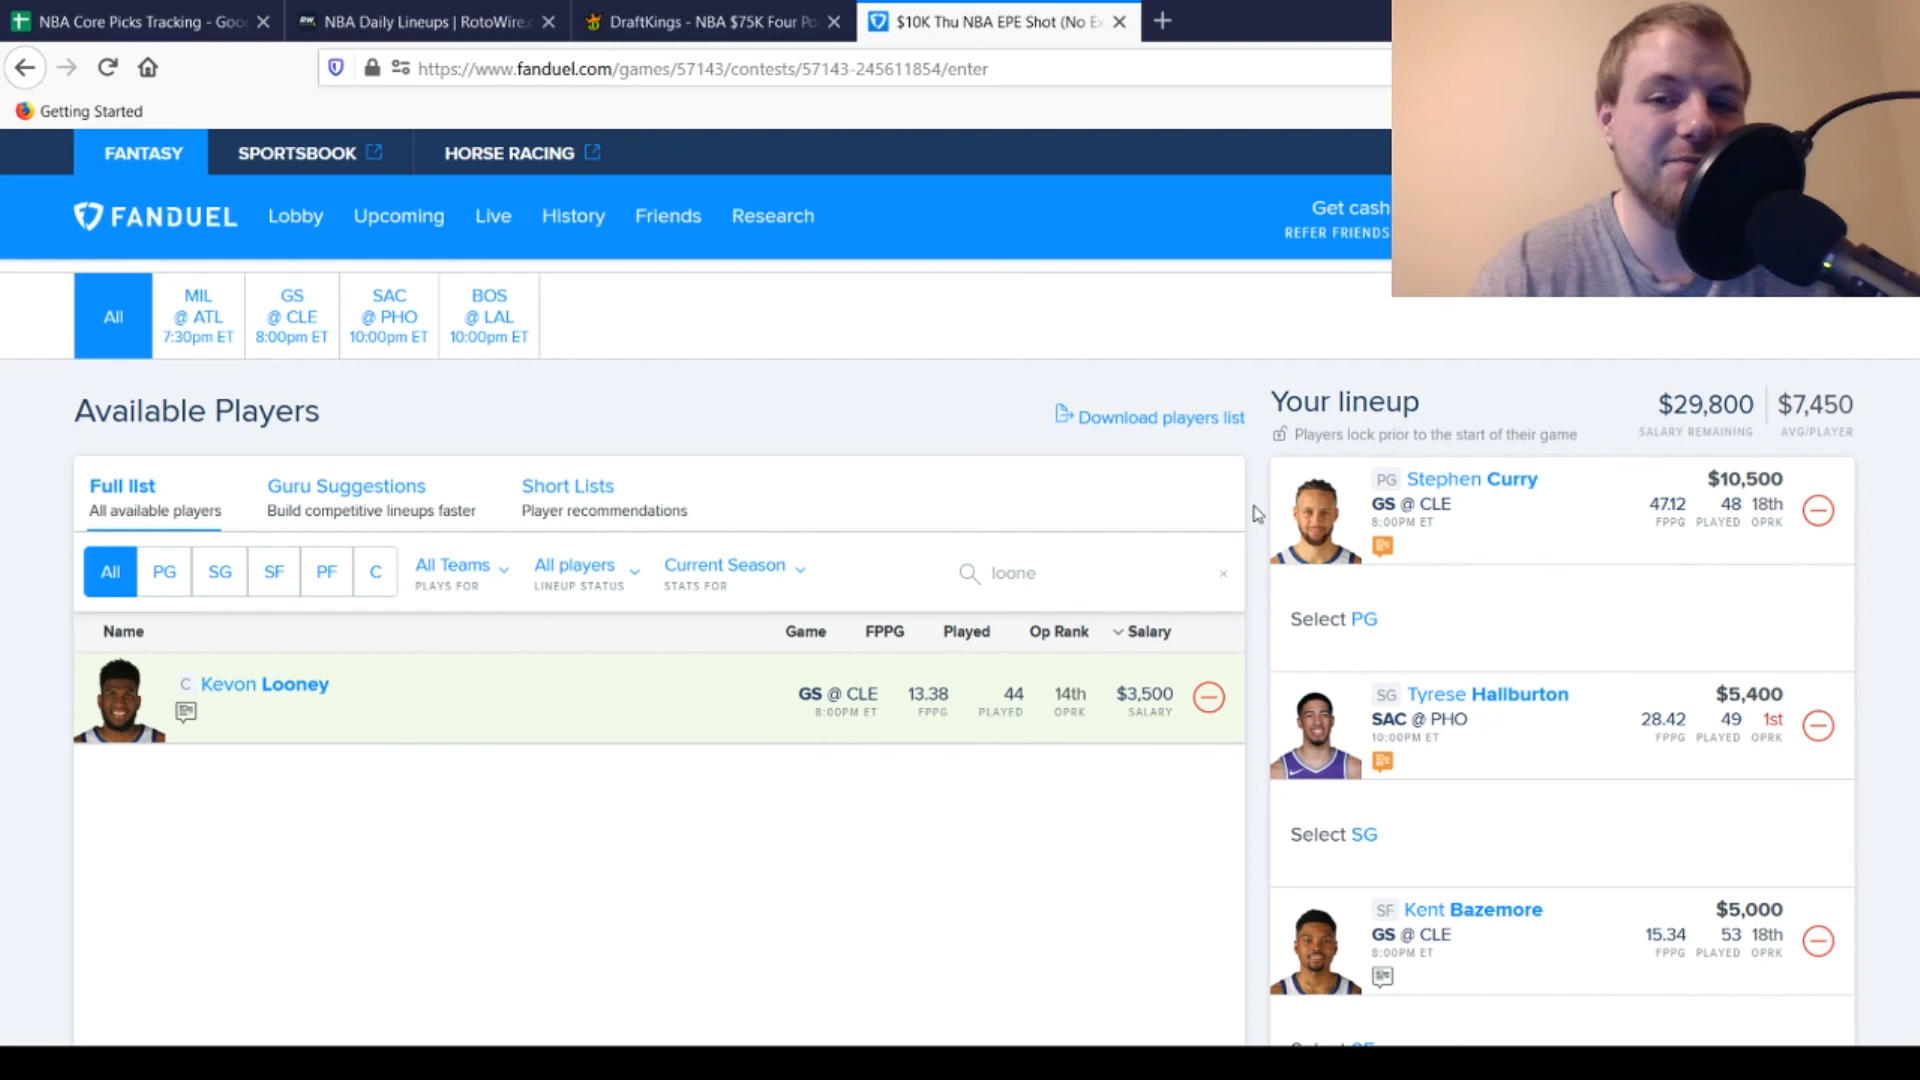 NBA Core Picks Tracking - Goo
NBA Daily Lineups | RotoWire.c
DraftKings - NBA $75K Four Po
$10K Thu NBA EPE Shot (No E
https://www.fanduel.com/games/57143/contests/57143-245611854/enter
Getting Started
FANTASY SPORTSBOOK HORSE RACING
FANDUEL Lobby Upcoming Live History Friends Research
Get cash
REFER FRIENDS
All
MIL @ ATL 7:30pm ET
GS @ CLE 8:00pm ET
SAC @ PHO 10:00pm ET
BOS @ LAL 10:00pm ET
Available Players
Download players list
Full list
All available players
Guru Suggestions
Build competitive lineups faster
Short Lists
Player recommendations
All PG SG SF PF C
All Teams
PLAYS FOR
All players
LINEUP STATUS
Current Season
STATS FOR
loone
Name Game FPPG Played Op Rank Salary
C Kevon Looney
GS @ CLE 13.38 44 14th $3,500
8:00PM ET FPPG PLAYED OPRK SALARY
Your lineup
Players lock prior to the start of their game
$29,800 $7,450
SALARY REMAINING AVG/PLAYER
PG Stephen Curry $10,500
GS @ CLE 47.12 48 18th
8:00PM ET FPPG PLAYED OPRK
Select PG
SG Tyrese Haliburton $5,400
SAC @ PHO 28.42 49 1st
10:00PM ET FPPG PLAYED OPRK
Select SG
SF Kent Bazemore $5,000
GS @ CLE 15.34 53 18th
8:00PM ET FPPG PLAYED OPRK